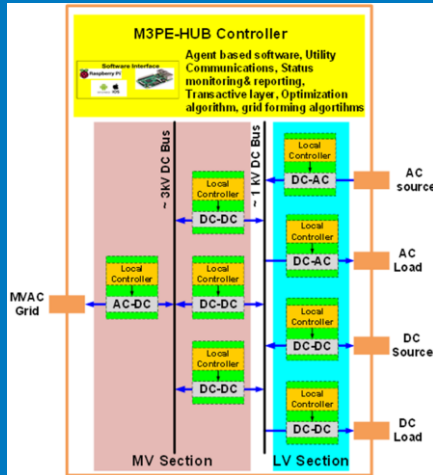 M3PE-HUB Controller
Software Interface
Raspberry Pi
Agent based software, Utility
Communications, Status
monitoring & reporting,
Transactive layer, Optimization
algorithm, grid forming algortihms
~ 3kV DC Bus
~ 1 kV DC Bus
Local
Controller
DC-AC
AC
source
Local
Controller
DC-DC
Local
Controller
DC-AC
AC
Load
MVAC
Grid
Local
Controller
AC-DC
Local
Controller
DC-DC
Local
Controller
DC-DC
DC
Source
Local
Controller
DC-DC
Local
Controller
DC-DC
DC
Load
MV Section
LV Section